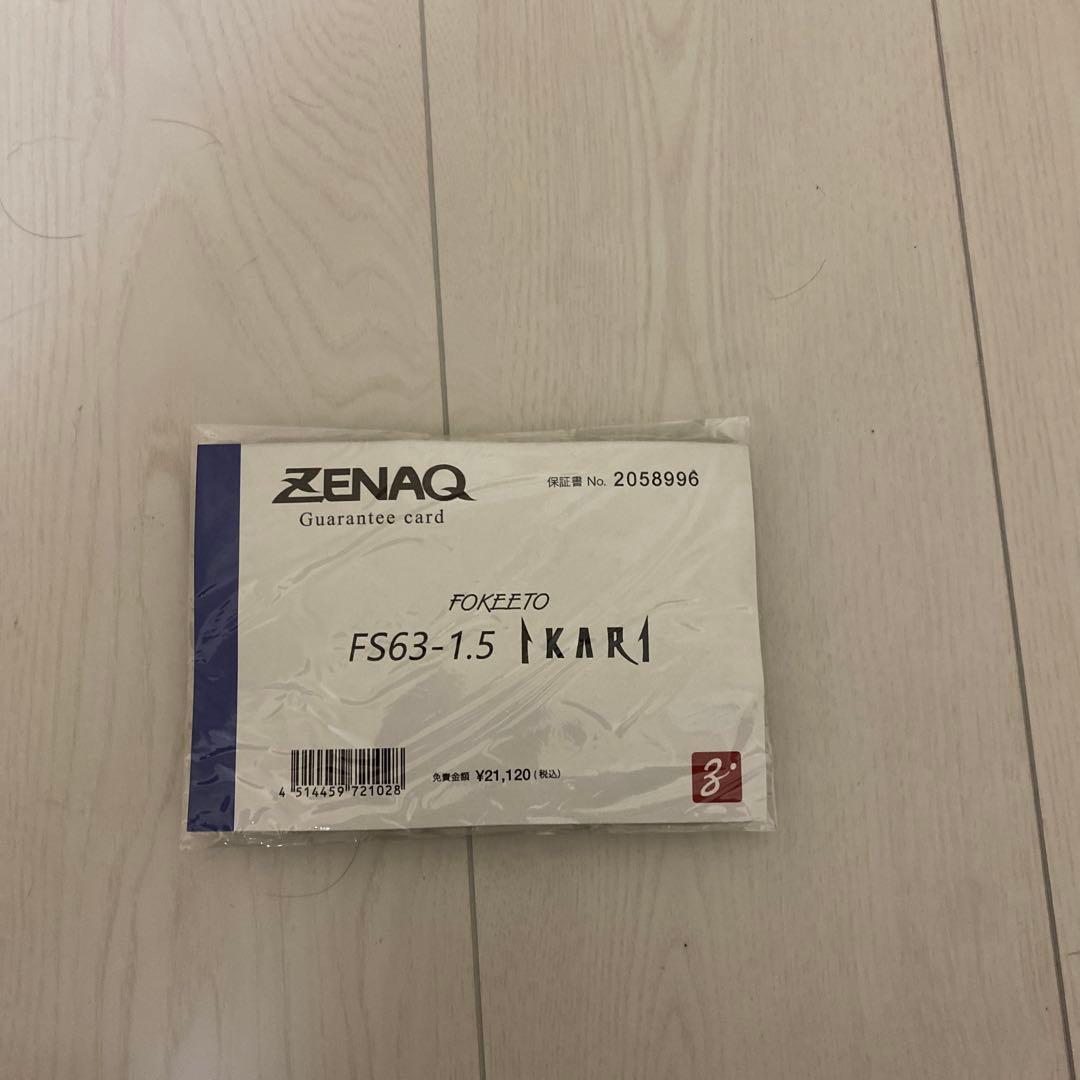 ZENAQ
Guarantee card
保証書 No. 2058996
FOKEETO
FS63-1.5 IKARI
4 514459 721028
免責金額 ¥21,120 (税込)